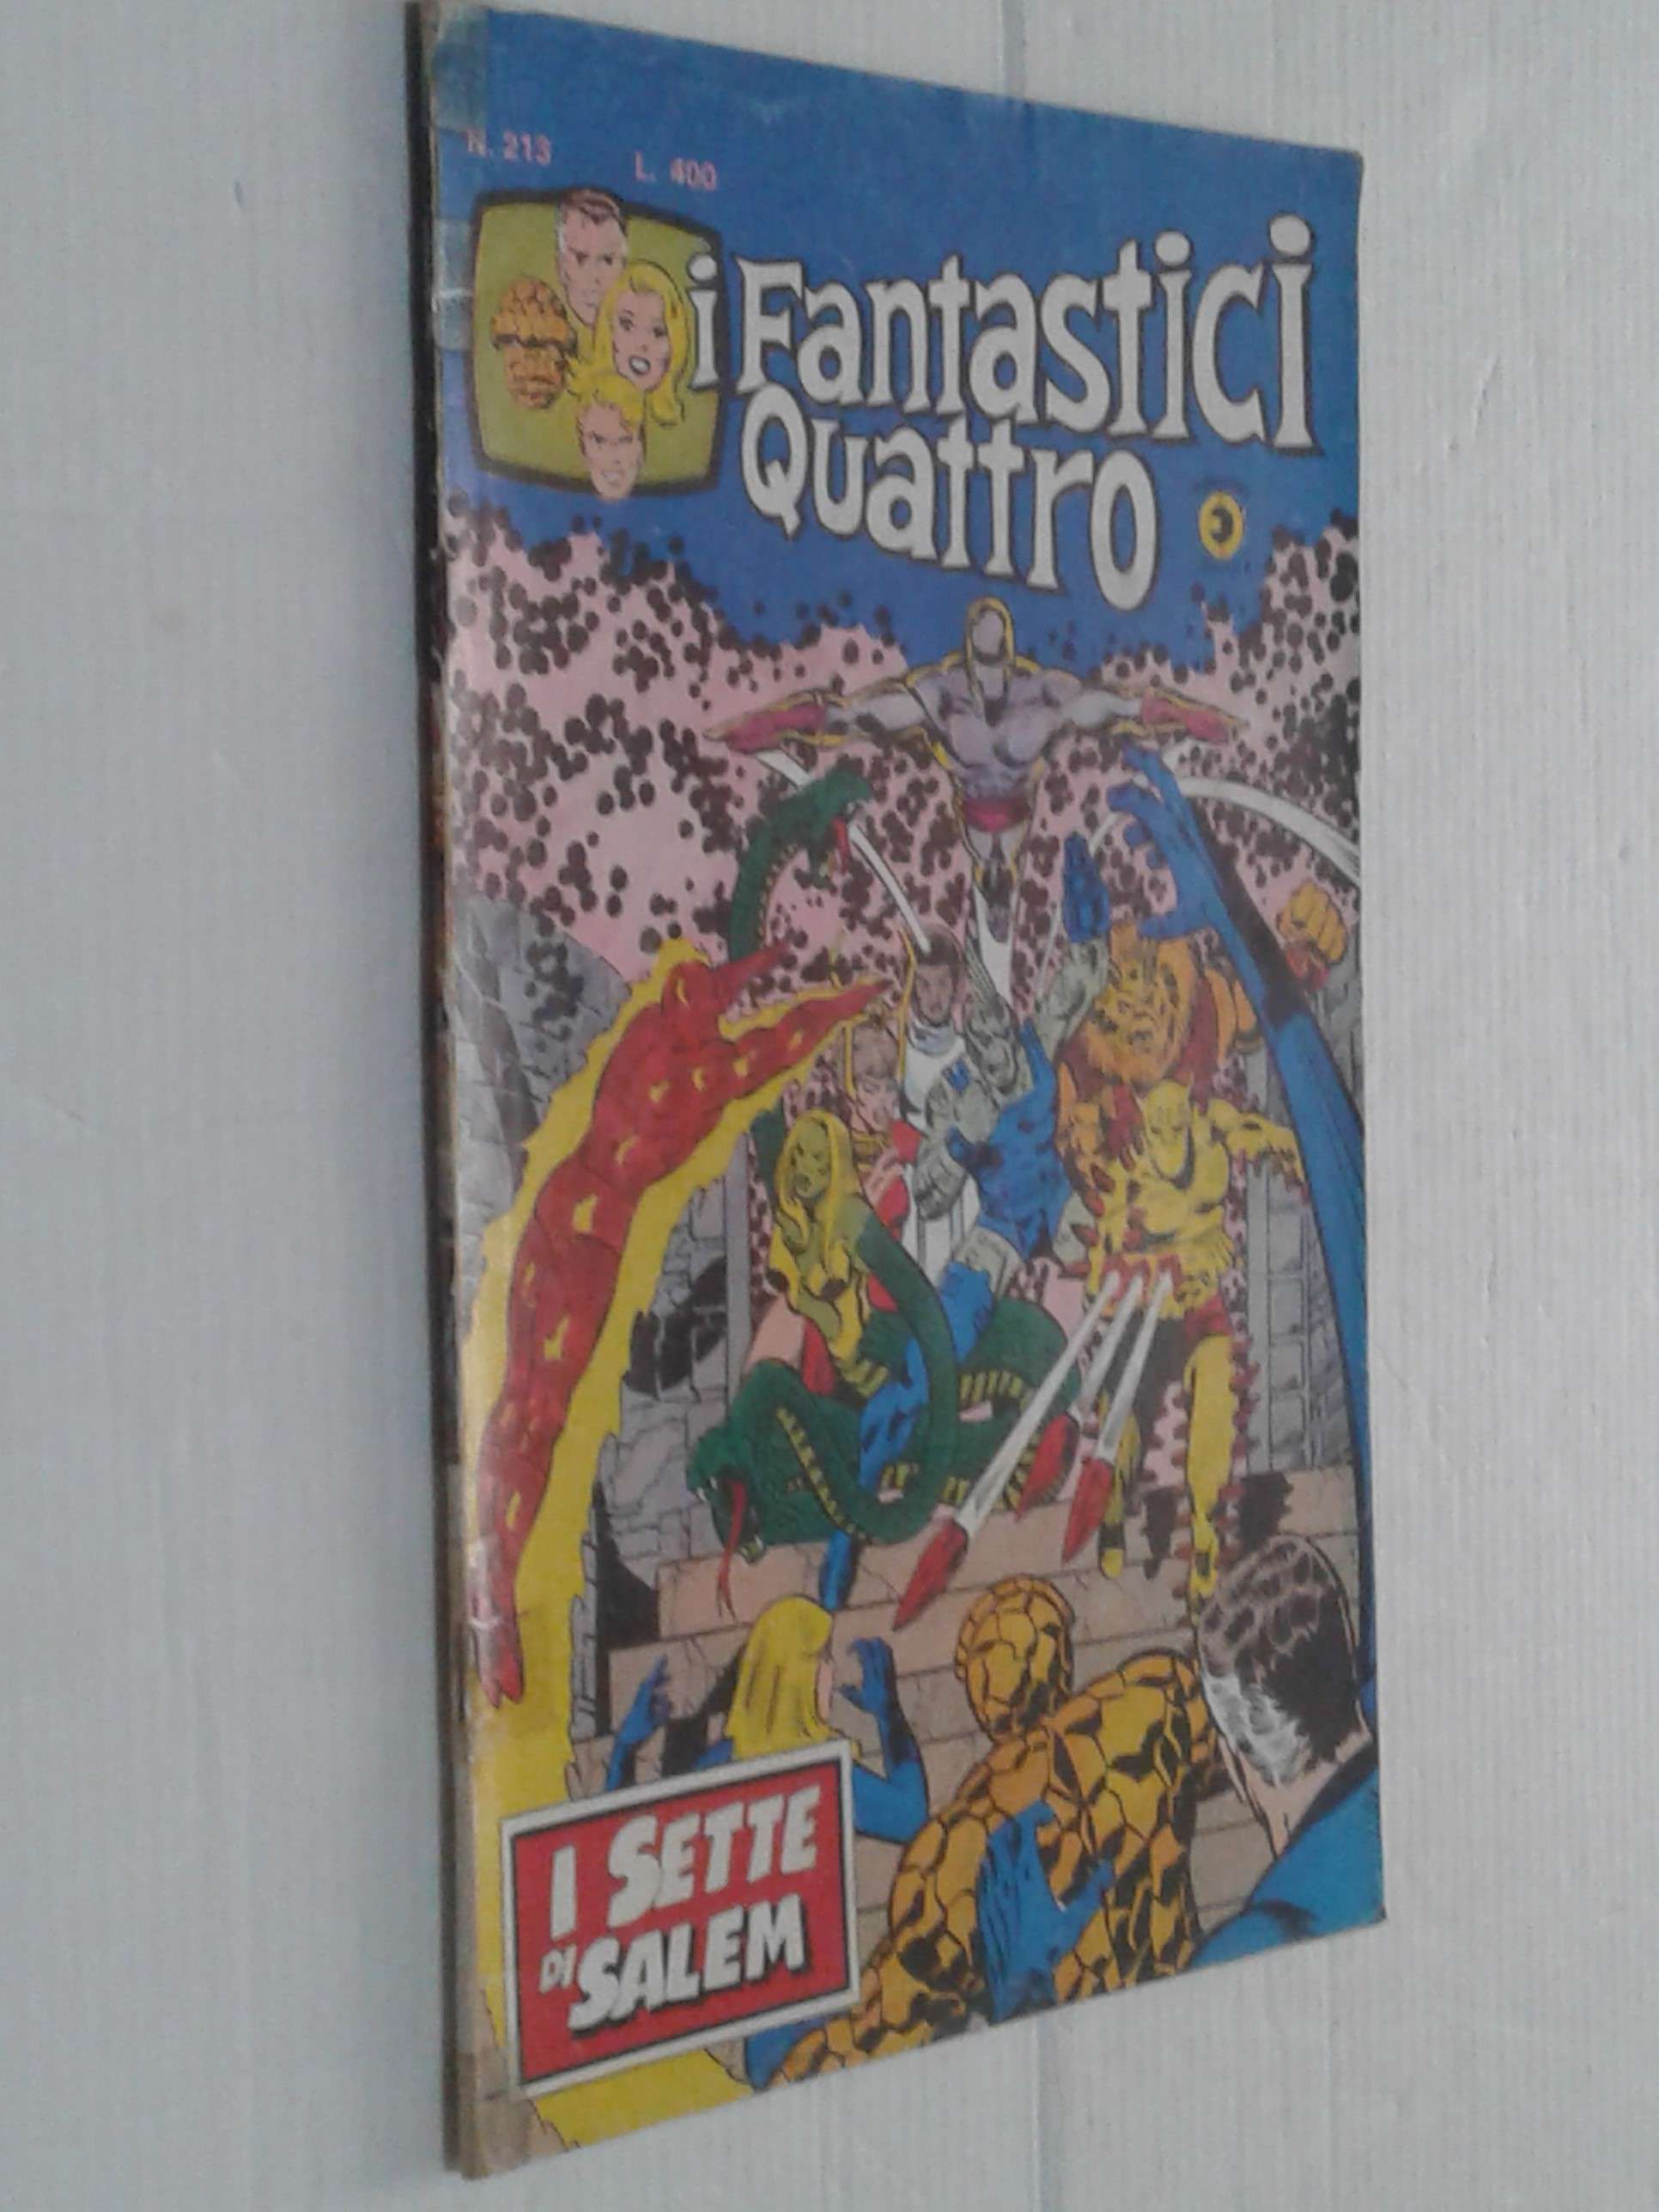 N. 213 L. 400
i Fantastici
Quattro
I SETTE
DI SALEM